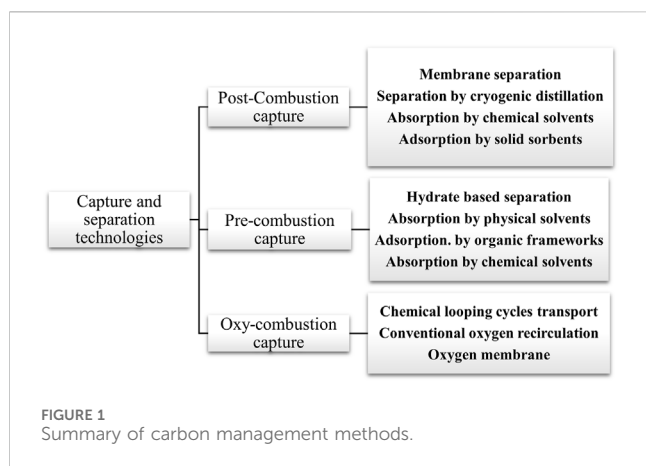 Capture and
separation
technologies
Post-Combustion
capture
Membrane separation
Separation by cryogenic distillation
Absorption by chemical solvents
Adsorption by solid sorbents
Pre-combustion
capture
Hydrate based separation
Absorption by physical solvents
Adsorption. by organic frameworks
Absorption by chemical solvents
Oxy-combustion
capture
Chemical looping cycles transport
Conventional oxygen recirculation
Oxygen membrane
FIGURE 1
Summary of carbon management methods.